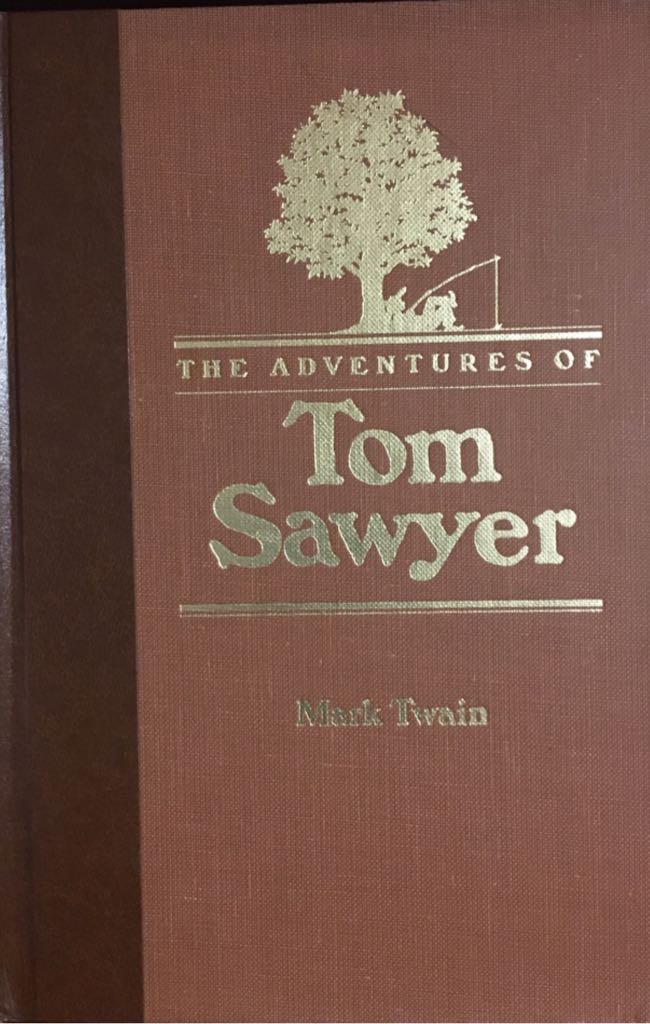 THE ADVENTURES OF
Tom
Sawyer
Mark Twain